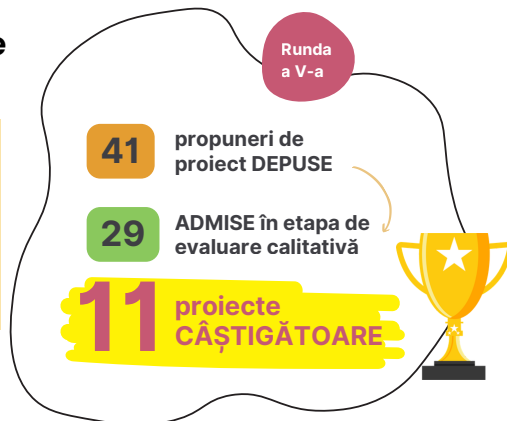 e
Runda
a V-a
41
propuneri de
proiect DEPUSE
29
ADMISE în etapa de
evaluare calitativă
11
proiecte
CÂȘTIGĂTOARE